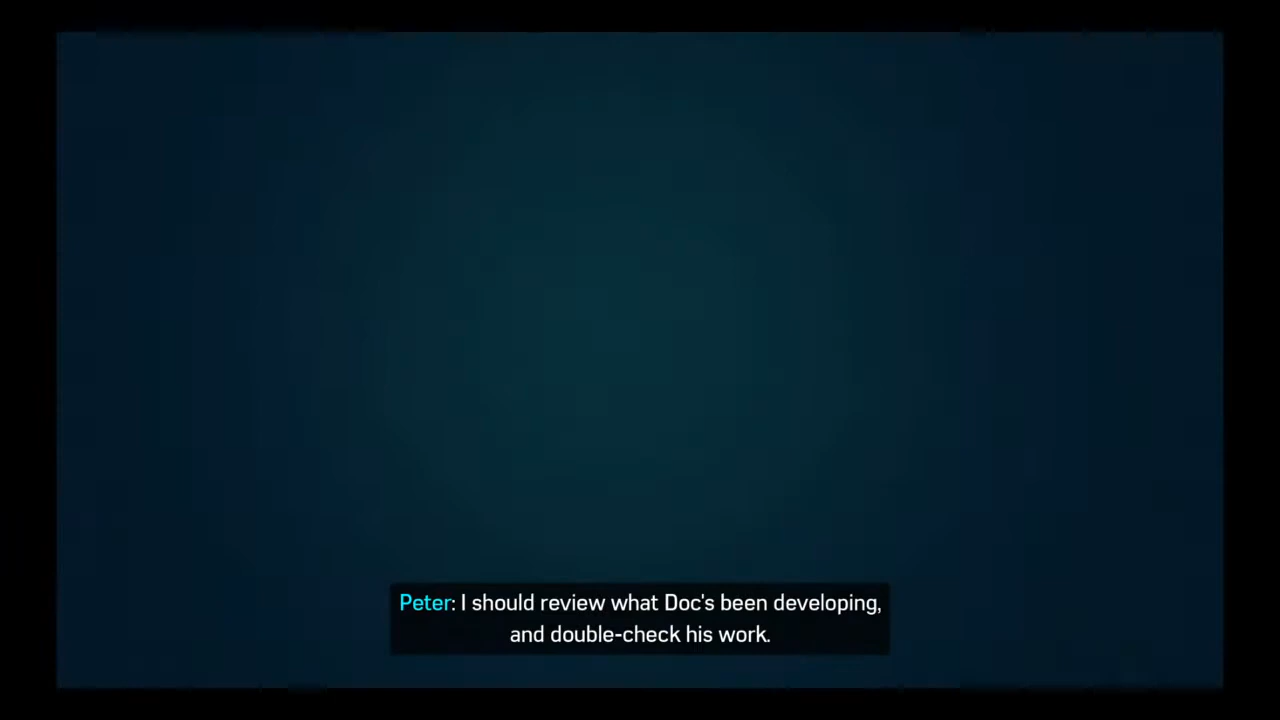 Peter: I should review what Doc's been developing,
and double-check his work.